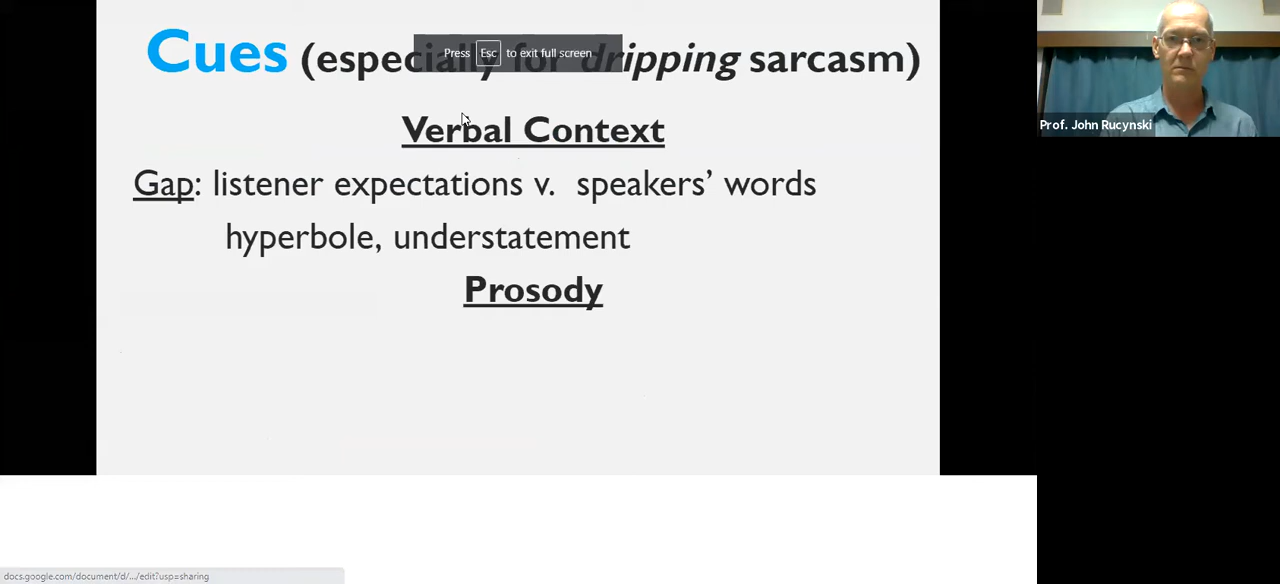 Cues (especially for dripping sarcasm)
Press Esc to exit full screen
Verbal Context
Gap: listener expectations v. speakers’ words
hyperbole, understatement
Prosody
Prof. John Rucynski
docs.google.com/document/d/.../edit?usp=sharing